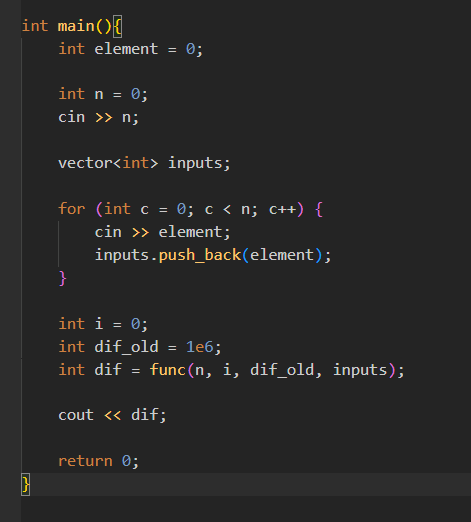 int main(){
    int element = 0;

    int n = 0;
    cin >> n;

    vector<int> inputs;

    for (int c = 0; c < n; c++) {
        cin >> element;
        inputs.push_back(element);
    }

    int i = 0;
    int dif_old = 1e6;
    int dif = func(n, i, dif_old, inputs);

    cout << dif;

    return 0;
}